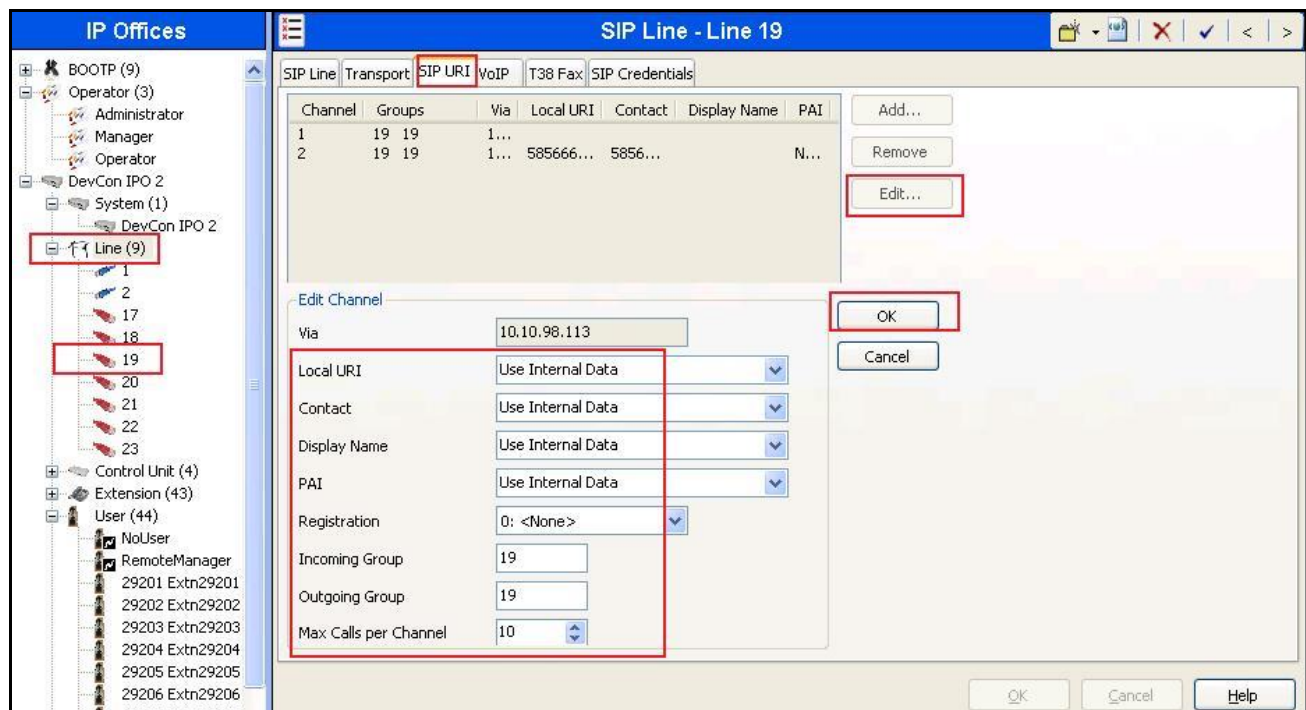 IP Offices
BOOTP (9)
Operator (3)
Administrator
Manager
Operator
DevCon IPO 2
System (1)
DevCon IPO 2
Line (9)
1
2
17
18
19
20
21
22
23
Control Unit (4)
Extension (43)
User (44)
NoUser
RemoteManager
29201 Extn29201
29202 Extn29202
29203 Extn29203
29204 Extn29204
29205 Extn29205
29206 Extn29206
SIP Line - Line 19
SIP Line Transport SIP URI VoIP T38 Fax SIP Credentials
Channel Groups Via Local URI Contact Display Name PAI
1 19 19 1...
2 19 19 1... 585666... 5856... N...
Add...
Remove
Edit...
Edit Channel
Via 10.10.98.113
Local URI Use Internal Data
Contact Use Internal Data
Display Name Use Internal Data
PAI Use Internal Data
Registration 0: <None>
Incoming Group 19
Outgoing Group 19
Max Calls per Channel 10
OK
Cancel
OK Cancel Help